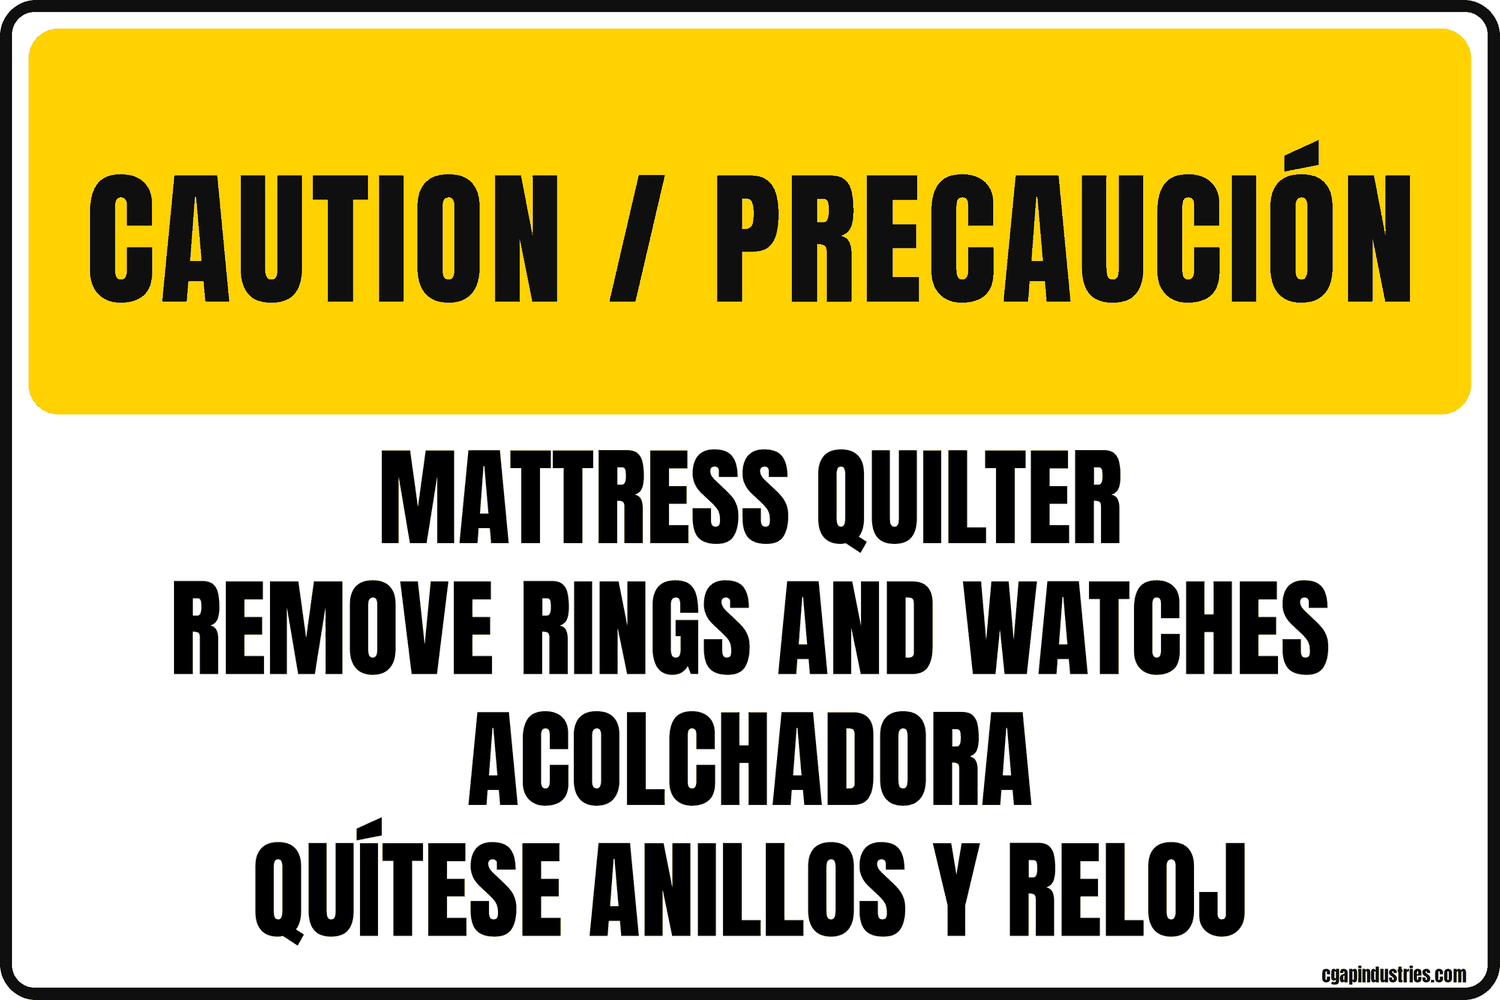 CAUTION / PRECAUCIÓN
MATTRESS QUILTER
REMOVE RINGS AND WATCHES
ACOLCHADORA
QUÍTESE ANILLOS Y RELOJ
cgapindustries.com